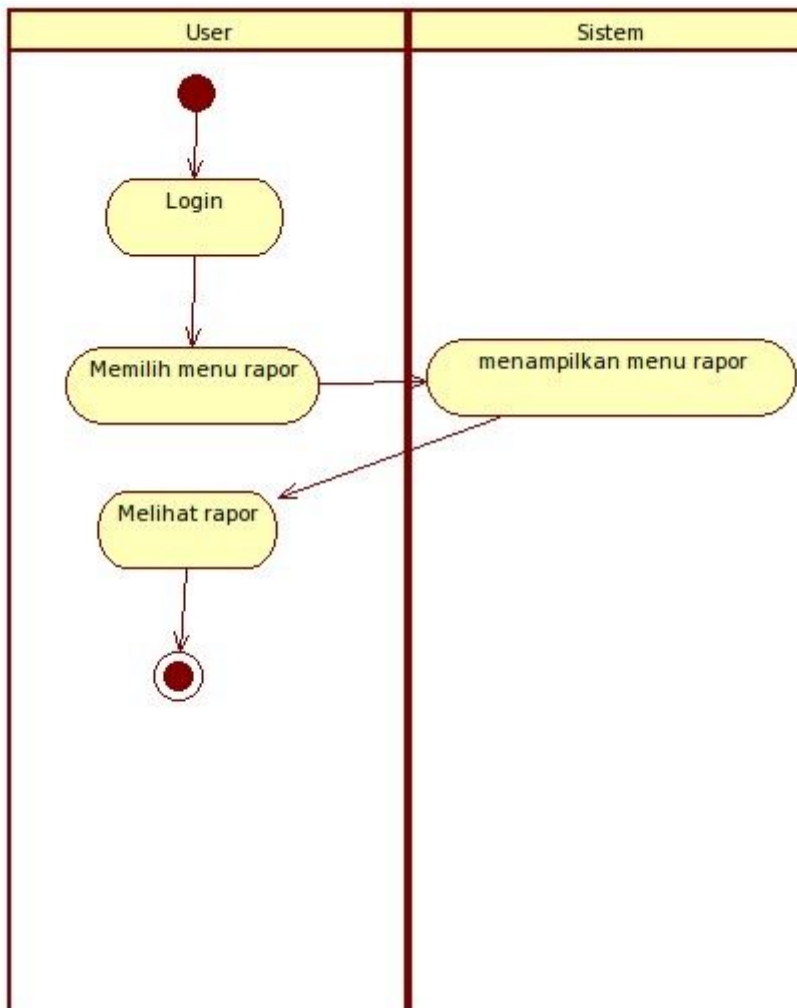 User
Sistem
Login
Memilih menu rapor
menampilkan menu rapor
Melihat rapor